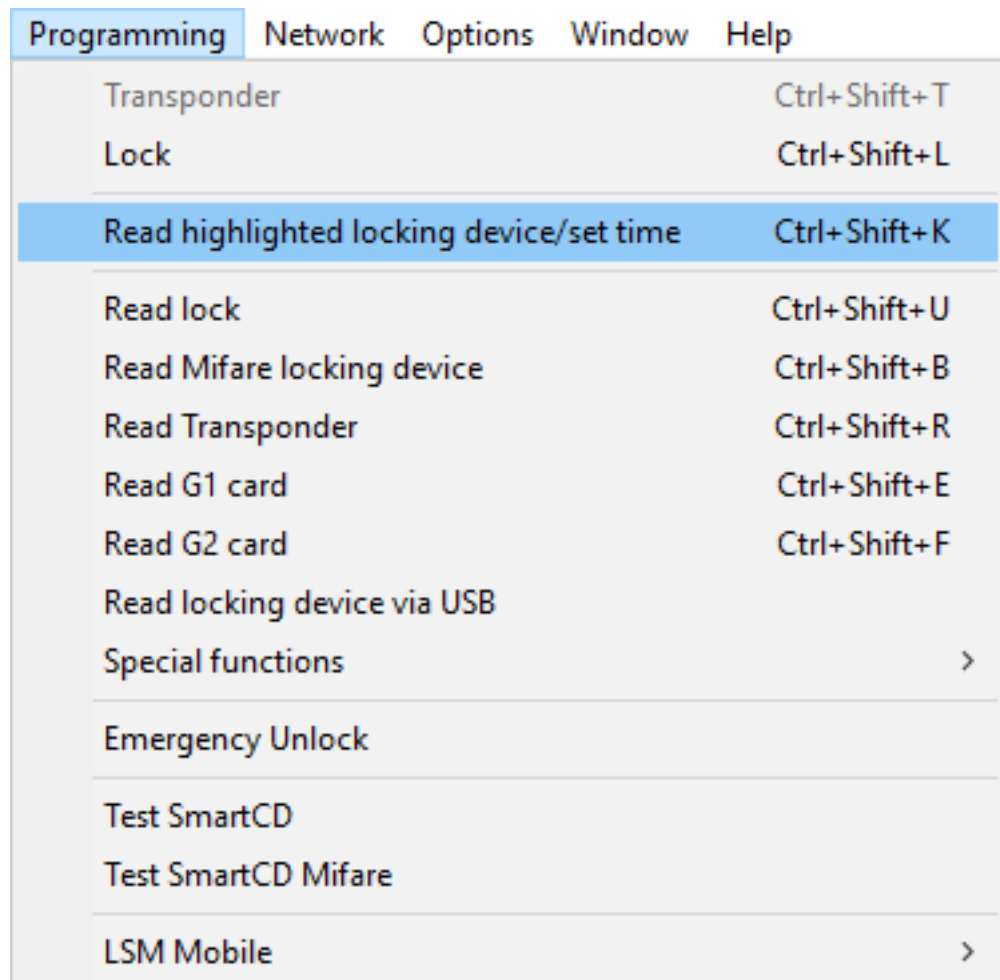 Programming Network Options Window Help
Transponder Ctrl+Shift+T
Lock Ctrl+Shift+L
Read highlighted locking device/set time Ctrl+Shift+K
Read lock Ctrl+Shift+U
Read Mifare locking device Ctrl+Shift+B
Read Transponder Ctrl+Shift+R
Read G1 card Ctrl+Shift+E
Read G2 card Ctrl+Shift+F
Read locking device via USB
Special functions
Emergency Unlock
Test SmartCD
Test SmartCD Mifare
LSM Mobile